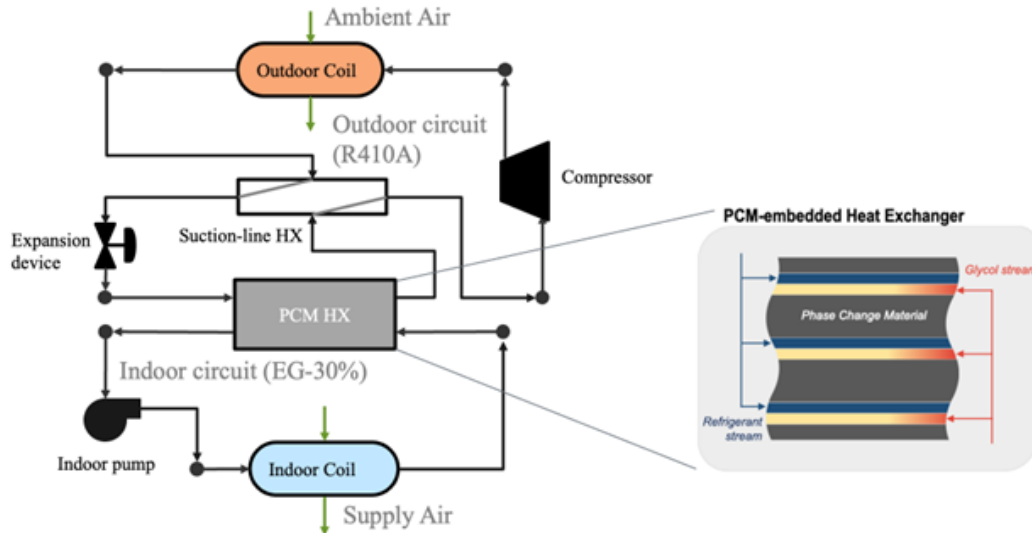 Ambient Air
Outdoor Coil
Outdoor circuit
(R410A)
Compressor
Suction-line HX
Expansion
device
PCM HX
Indoor circuit (EG-30%)
Indoor pump
Indoor Coil
Supply Air
PCM-embedded Heat Exchanger
Glycol stream
Phase Change Material
Refrigerant
stream